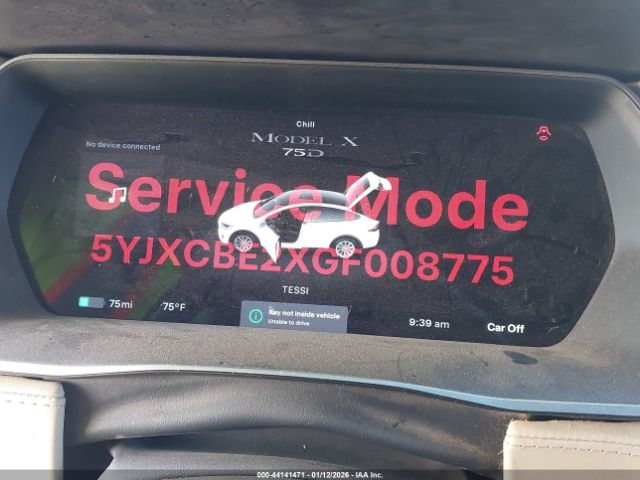 Chill
No device connected
MODEL X
75D
Service Mode
5YJXCBE2XGF008775
TESSI
75mi 75°F
Key not inside vehicle
Unable to drive
9:39 am
Car Off
000-44141471 | 01/12/2026 - IAA Inc.